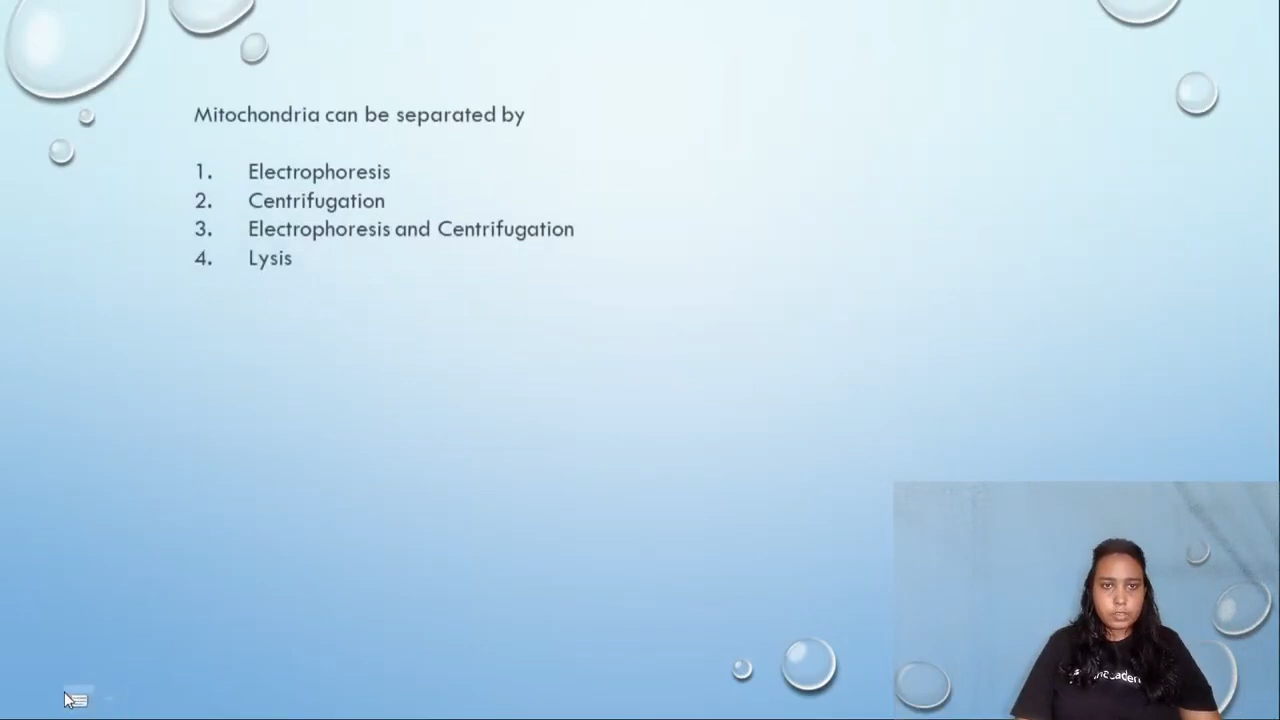 Mitochondria can be separated by
1. Electrophoresis
2. Centrifugation
3. Electrophoresis and Centrifugation
4. Lysis